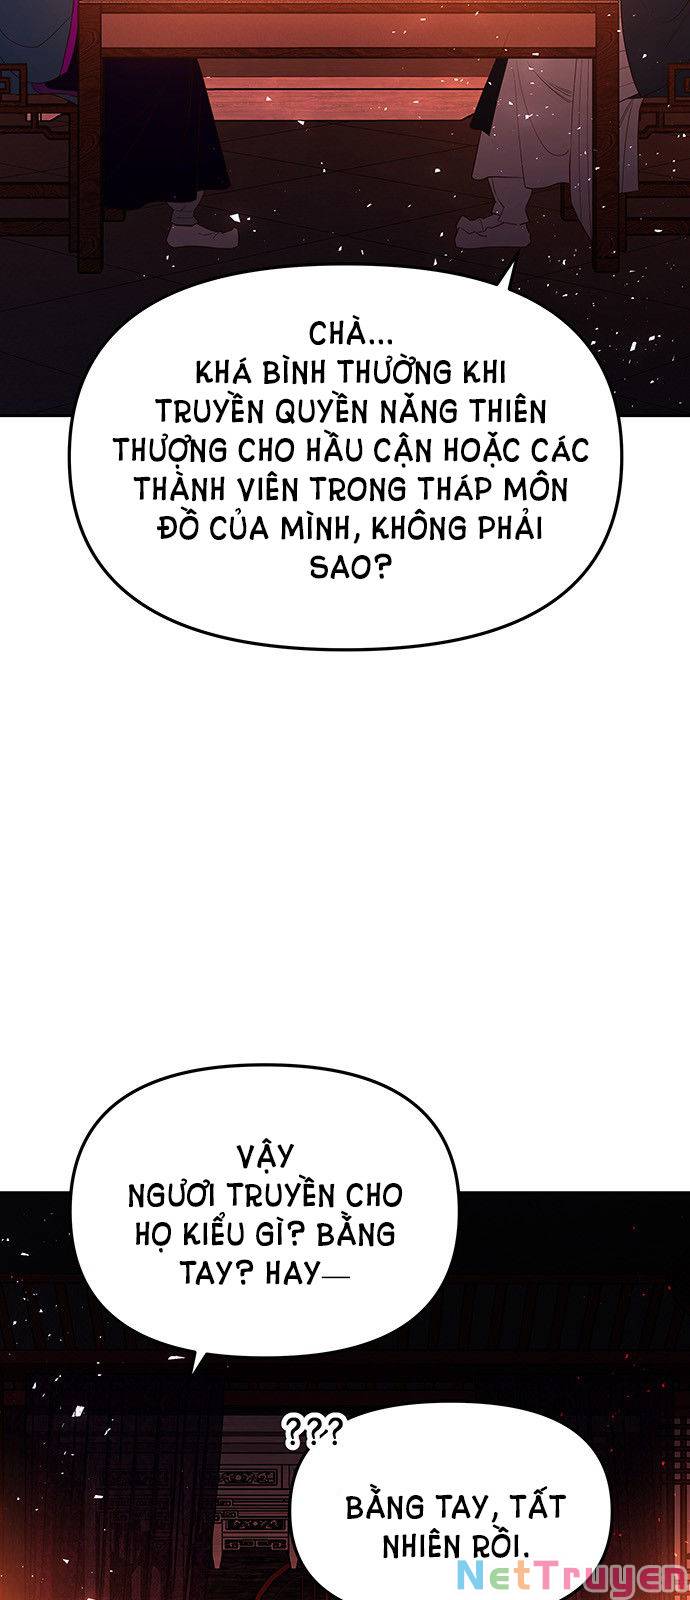 CHÀ...
KHÁ BÌNH THƯỜNG KHI
TRUYỀN QUYỀN NĂNG THIÊN
THƯỢNG CHO HẦU CẬN HOẶC CÁC
THÀNH VIÊN TRONG THÁP MÔN
ĐỒ CỦA MÌNH, KHÔNG PHẢI
SAO?
VẬY
NGƯƠI TRUYỀN CHO
HỌ KIỂU GÌ? BẰNG
TAY? HAY—
???
BẰNG TAY, TẤT
NHIÊN RỒI.
NetTruyen